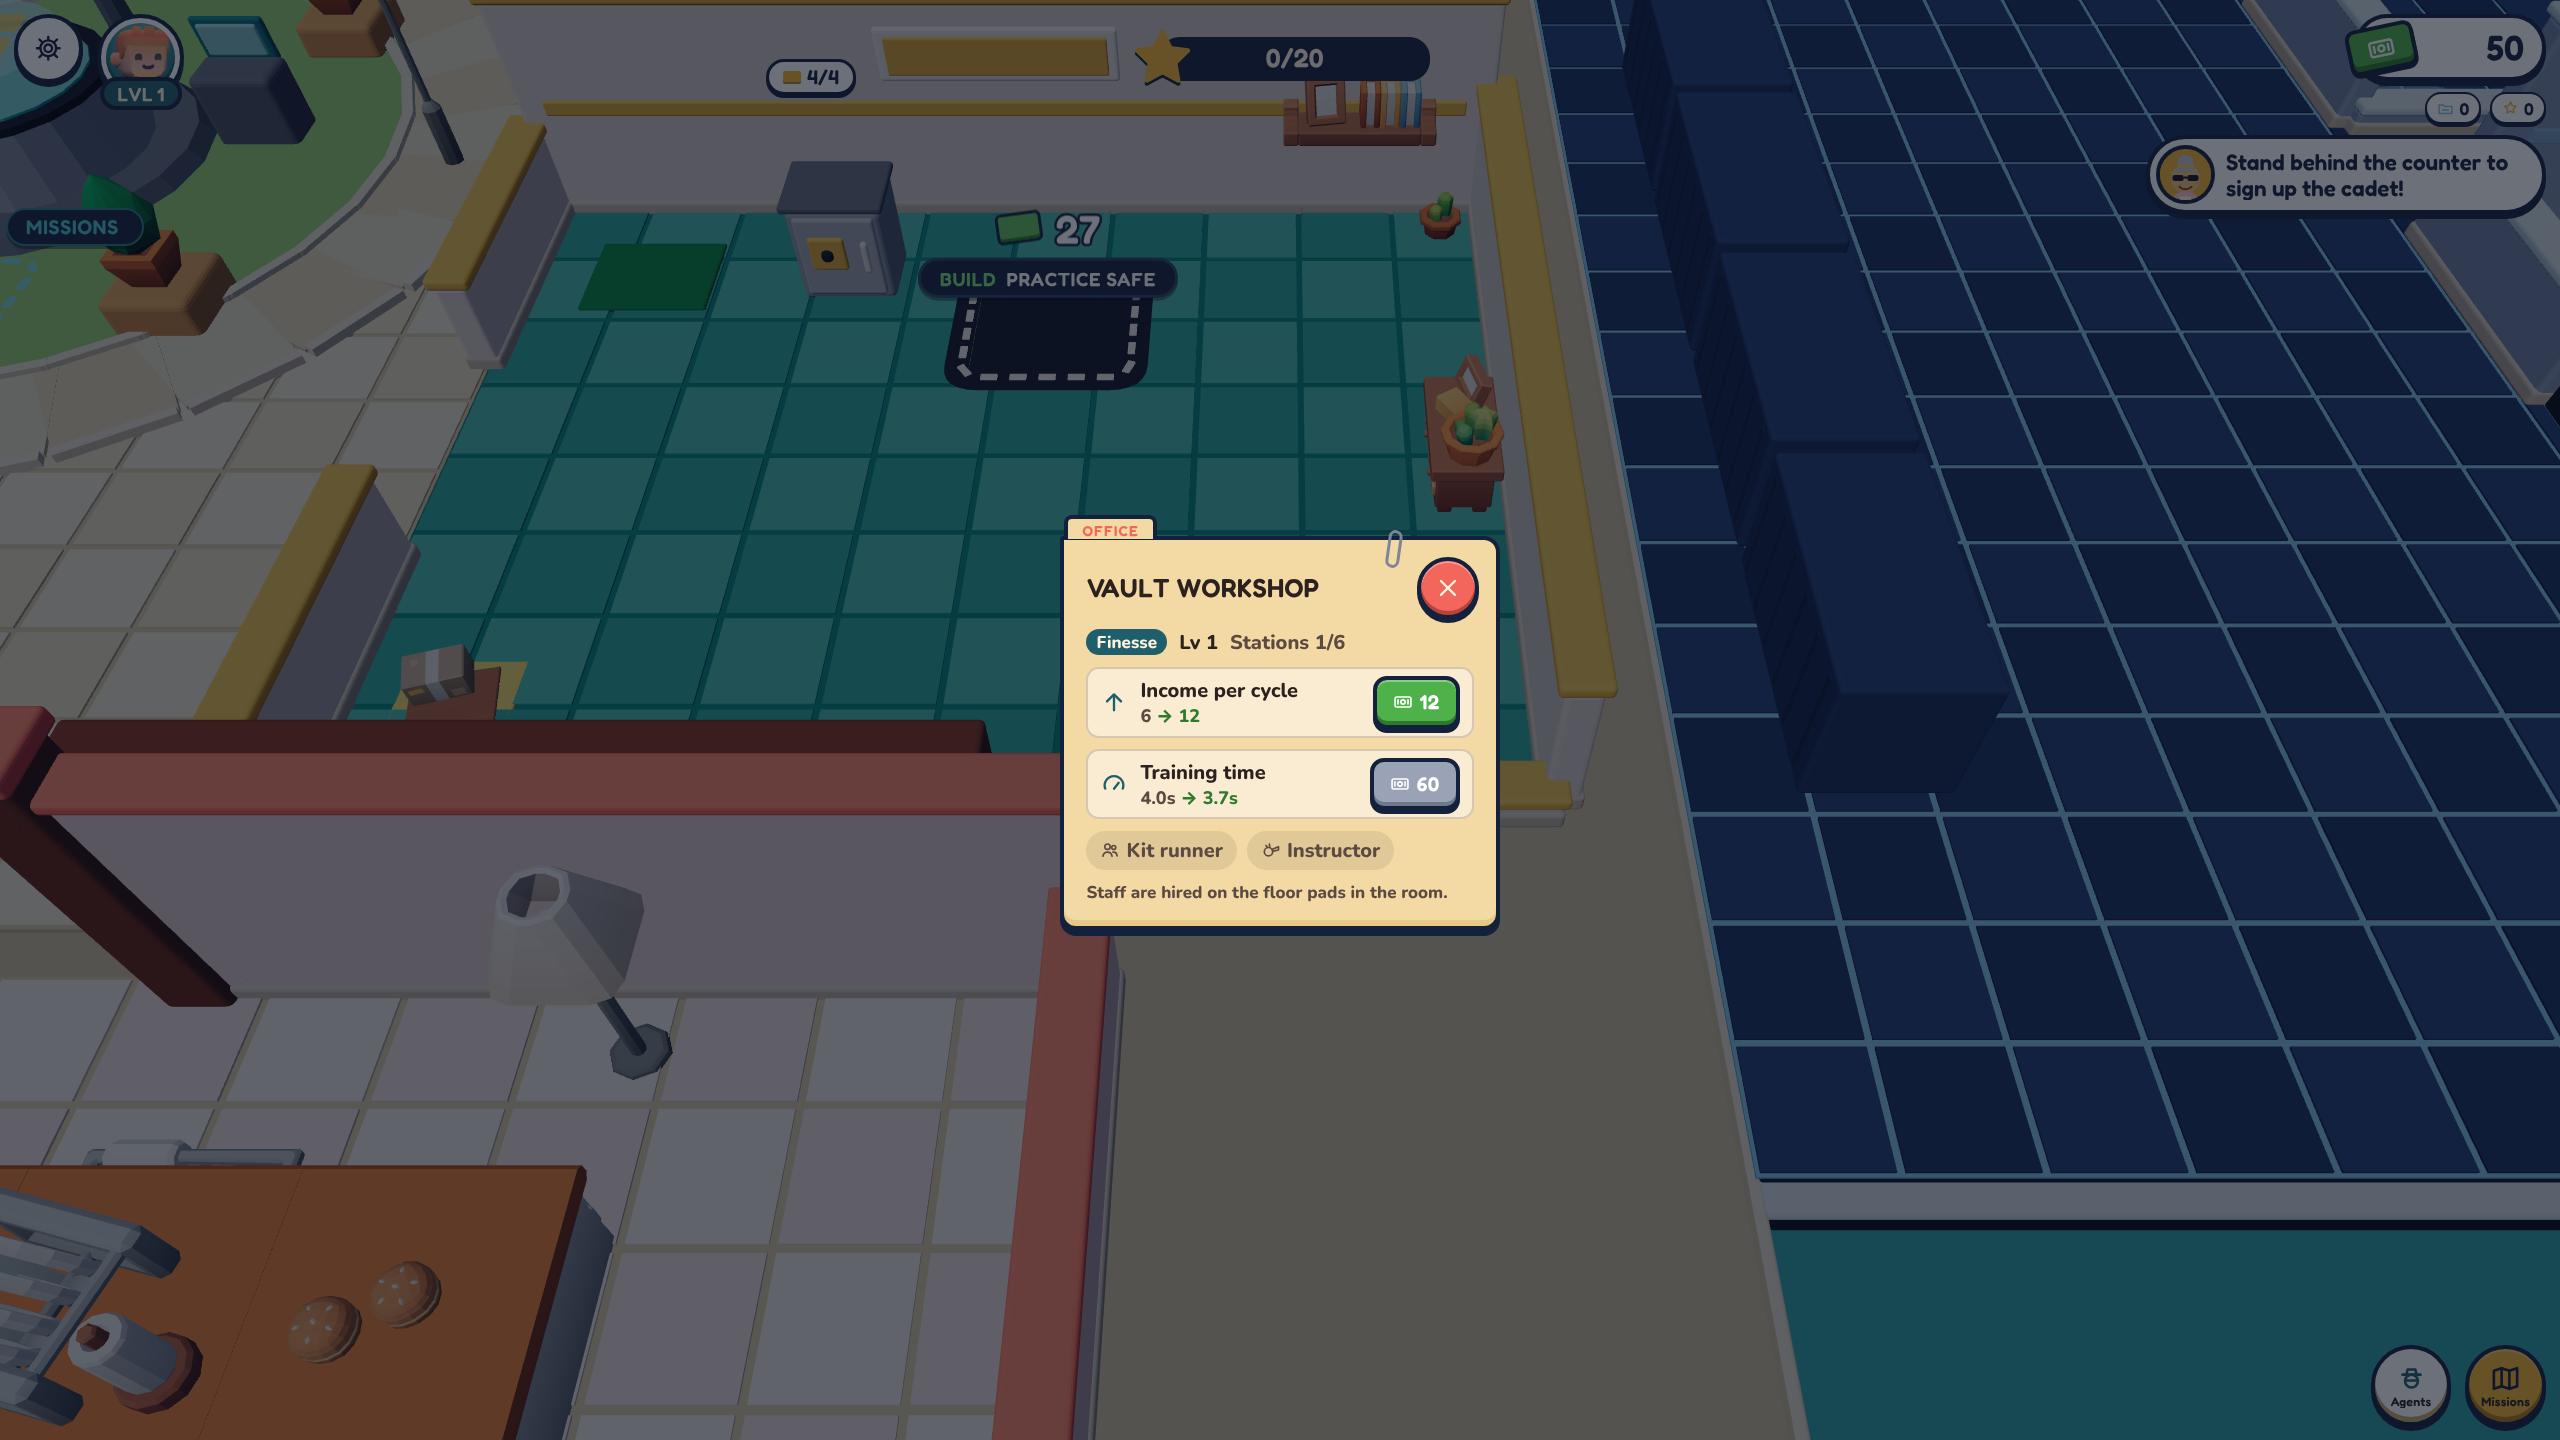 LVL 1
4/4
0/20
50
0
0
Stand behind the counter to
sign up the cadet!
MISSIONS
27
BUILD PRACTICE SAFE
OFFICE
VAULT WORKSHOP
Finesse Lv 1 Stations 1/6
Income per cycle
6 → 12
12
Training time
4.0s → 3.7s
60
Kit runner
Instructor
Staff are hired on the floor pads in the room.
Agents
Missions